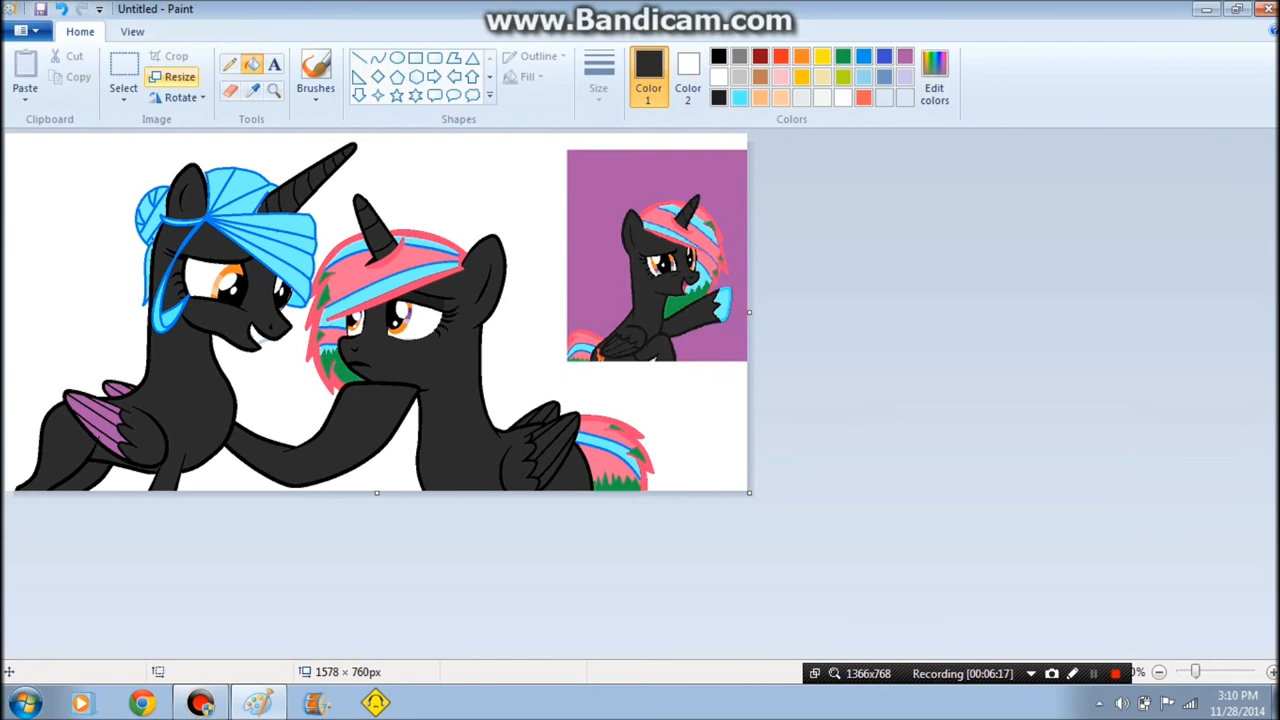 Untitled - Paint
www.Bandicam.com
Home
View
Paste
Cut
Copy
Clipboard
Select
Crop
Resize
Rotate
Image
A
Tools
Brushes
Shapes
Outline
Fill
Size
Color 1
Color 2
Edit colors
Colors
1578 × 760px
1366x768
Recording [00:06:17]
0%
3:10 PM
11/28/2014